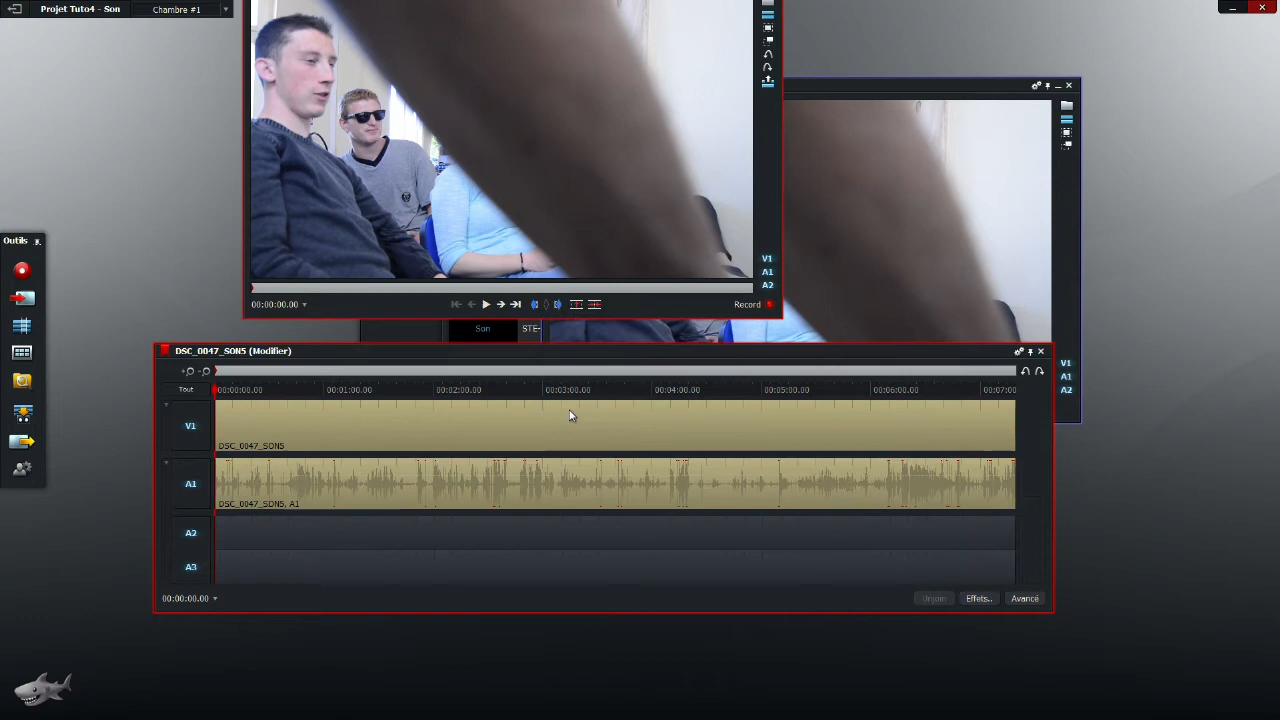 Projet Tuto4 - Son
Chambre #1
Outils
V1
A1
A2
00:00:00.00
Record
Son
STE-
V1
A1
A2
DSC_0047_SON5 (Modifier)
Tout
00:00:00.00
00:01:00.00
00:02:00.00
00:03:00.00
00:04:00.00
00:05:00.00
00:06:00.00
00:07:00
V1
DSC_0047_SON5
A1
DSC_0047_SON5, A1
A2
A3
00:00:00.00
Unjoin
Effets..
Avancé